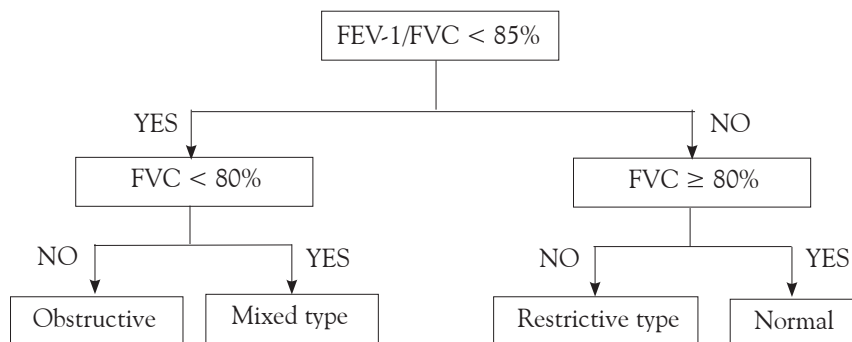 FEV-1/FVC < 85%
YES
NO
FVC < 80%
FVC ≥ 80%
NO
YES
NO
YES
Obstructive
Mixed type
Restrictive type
Normal